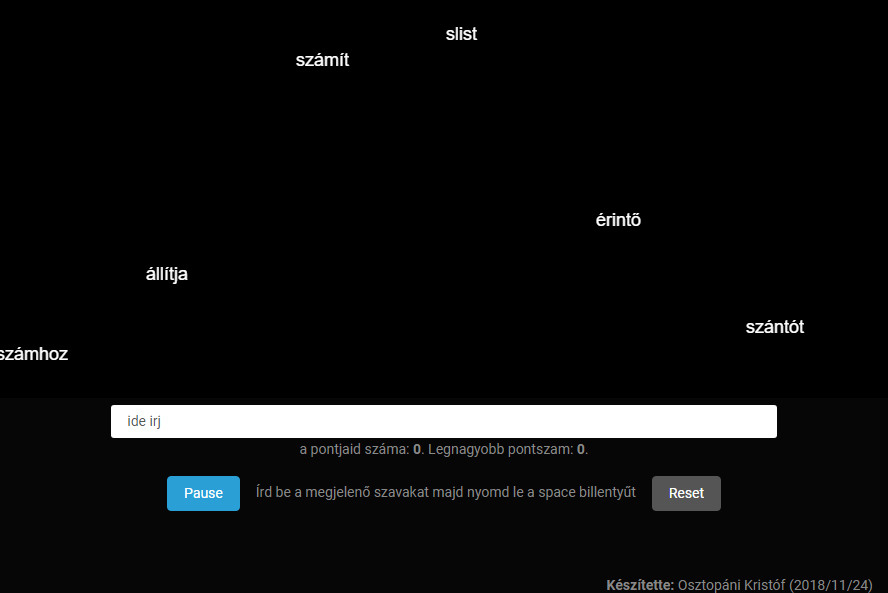 slist
számít
érintő
állítja
szántót
számhoz
ide irj
a pontjaid száma: 0. Legnagyobb pontszam: 0.
Pause Írd be a megjelenő szavakat majd nyomd le a space billentyűt Reset
Készítette: Osztopáni Kristóf (2018/11/24)